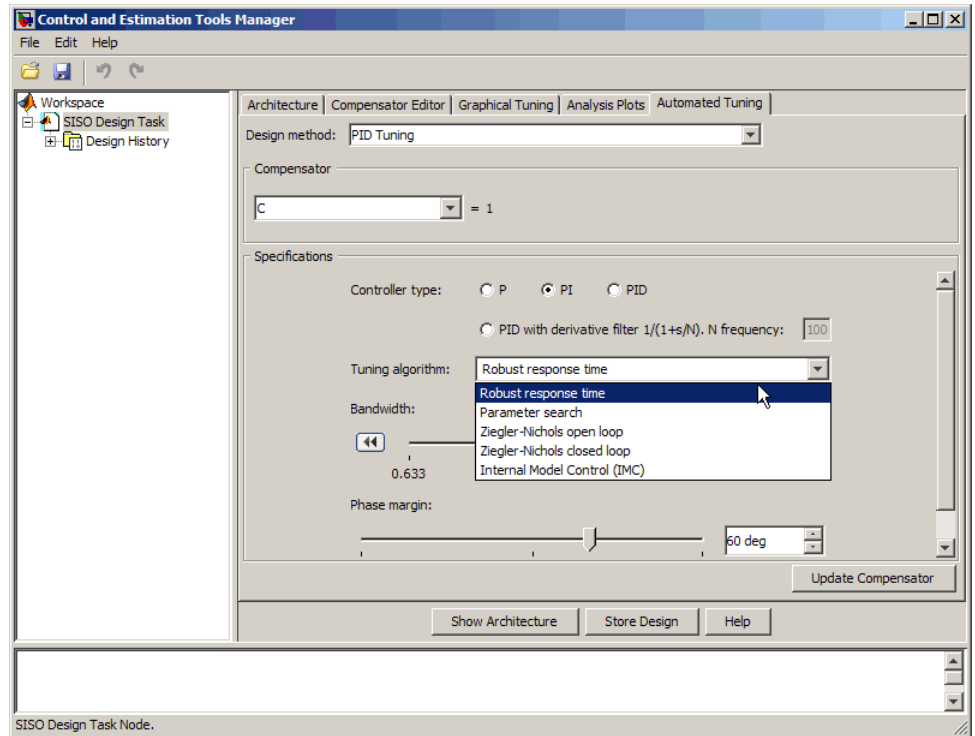 Control and Estimation Tools Manager
File Edit Help
Workspace
SISO Design Task
Design History
Architecture Compensator Editor Graphical Tuning Analysis Plots Automated Tuning
Design method: PID Tuning
Compensator
C = 1
Specifications
Controller type: P PI PID
PID with derivative filter 1/(1+s/N). N frequency: 100
Tuning algorithm: Robust response time
Robust response time
Parameter search
Ziegler-Nichols open loop
Ziegler-Nichols closed loop
Internal Model Control (IMC)
Bandwidth:
0.633
Phase margin:
60 deg
Update Compensator
Show Architecture Store Design Help
SISO Design Task Node.